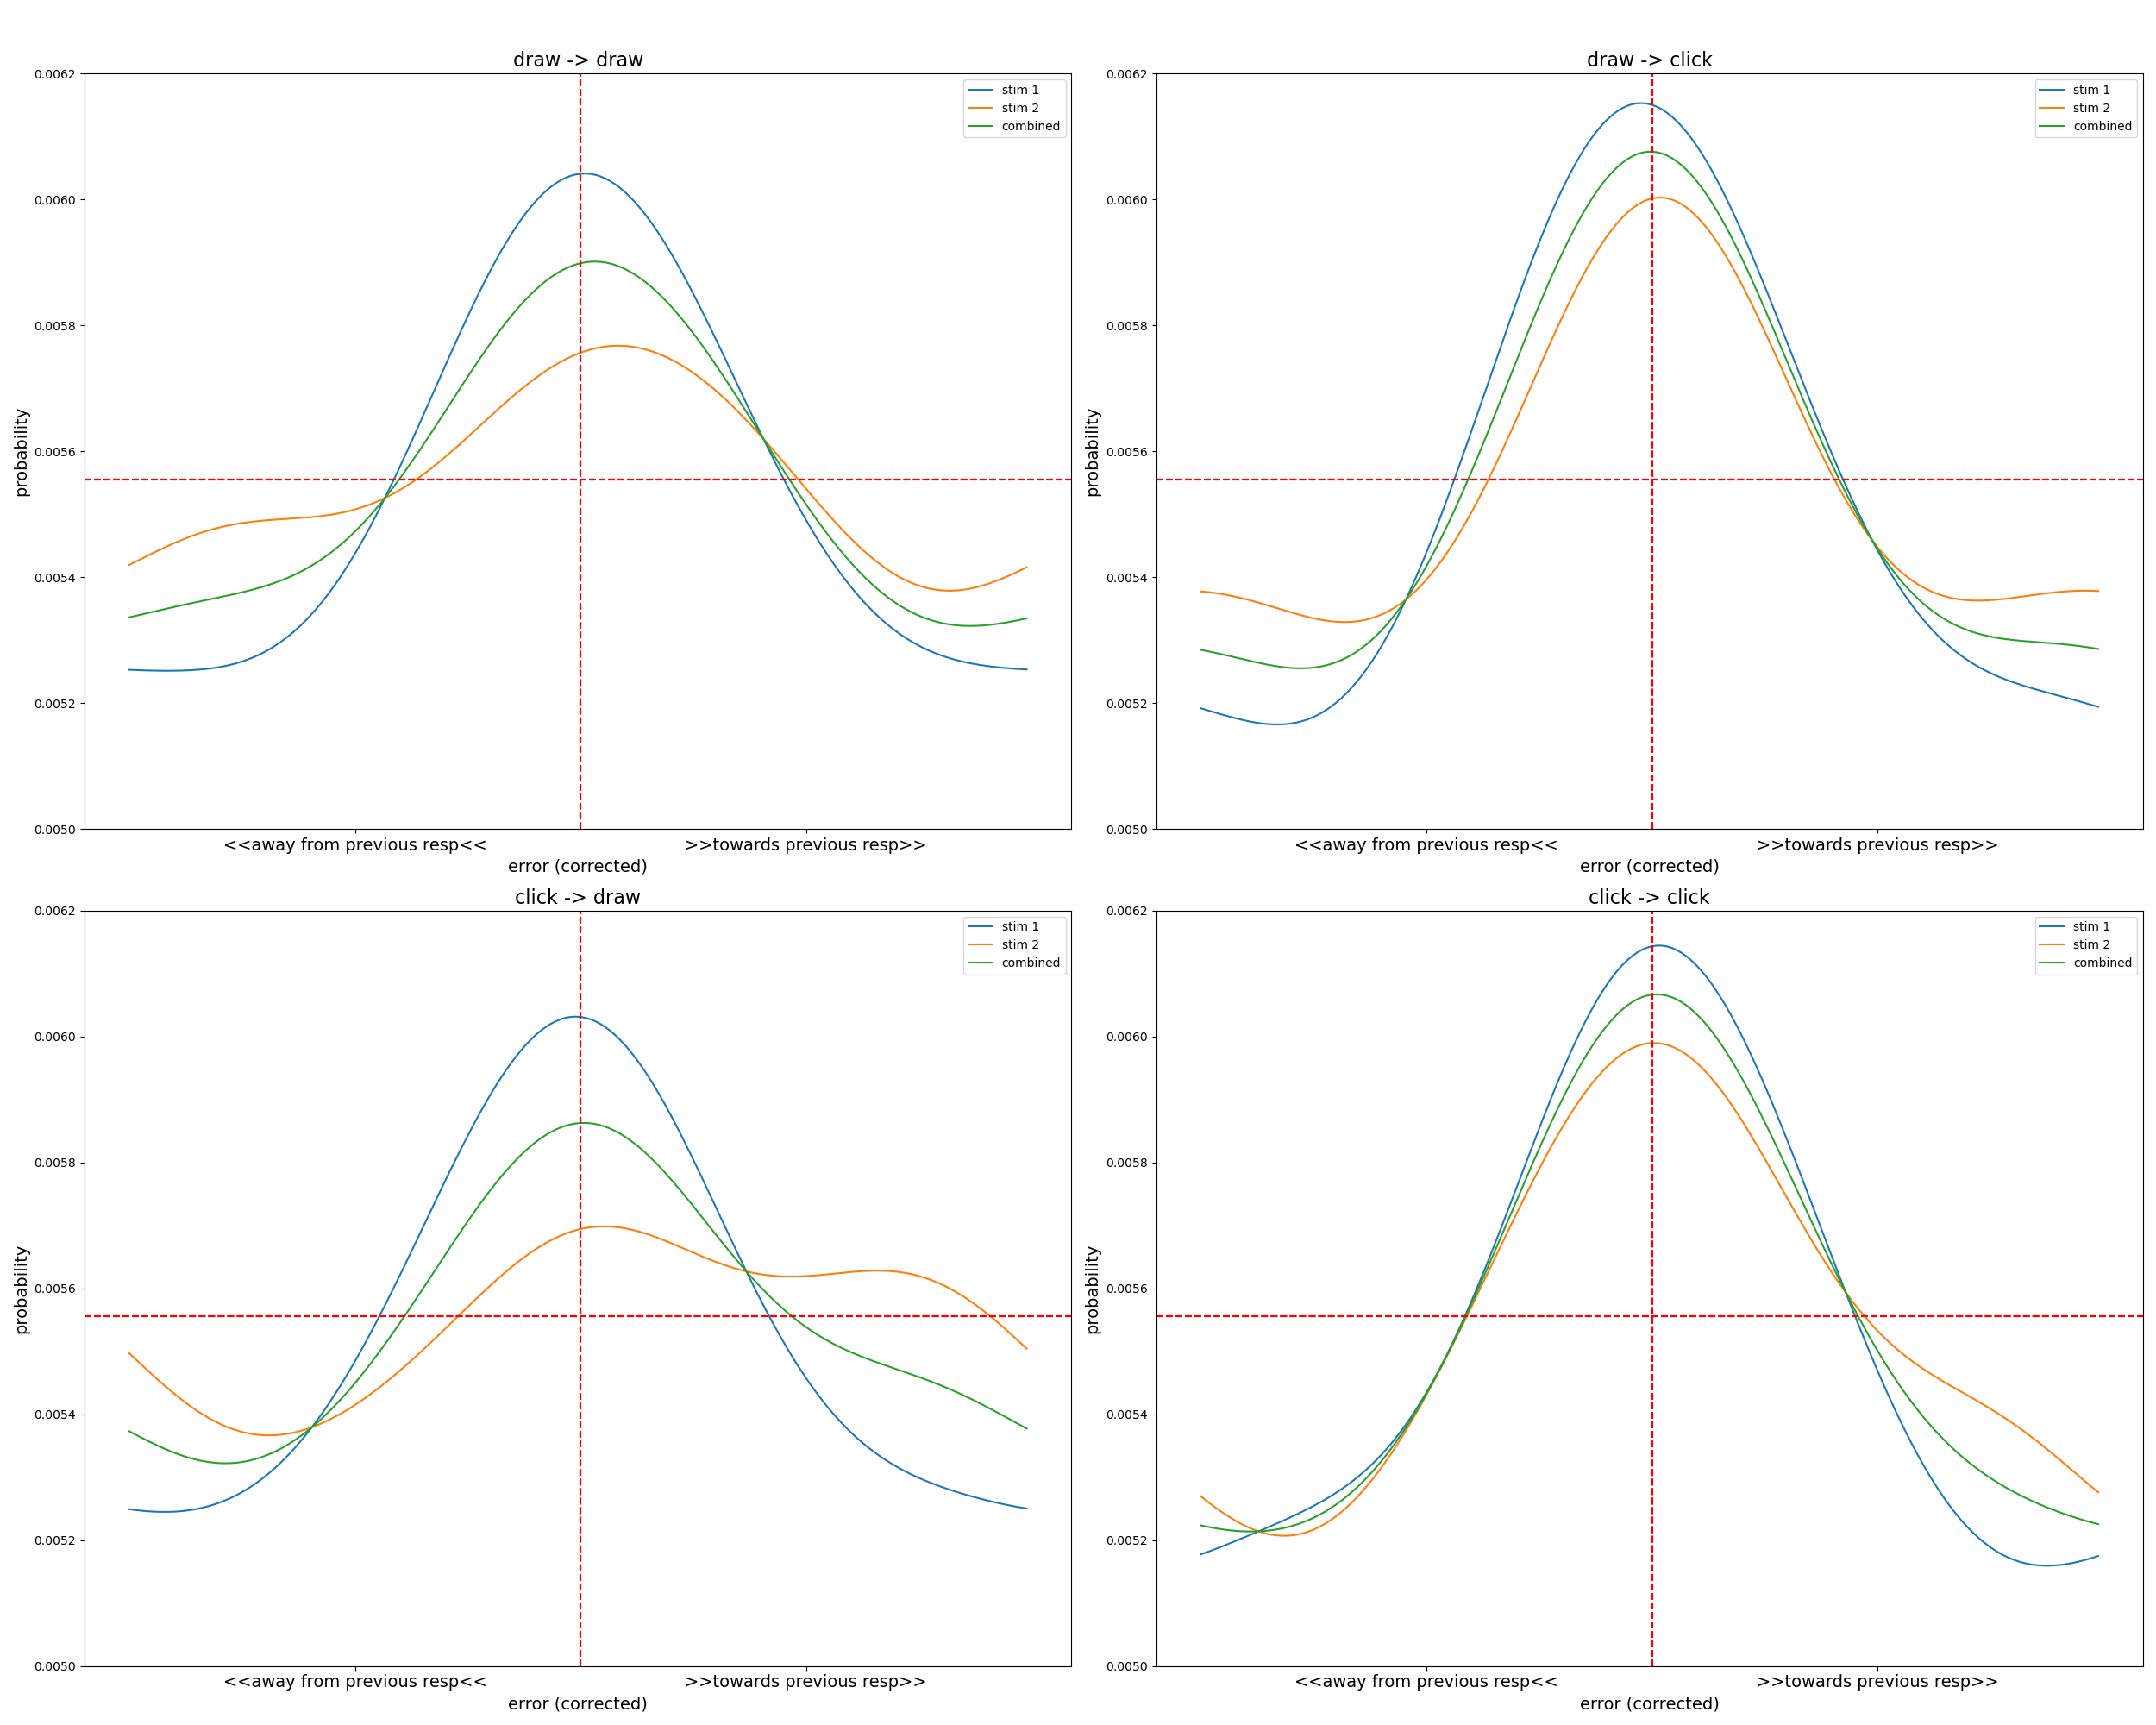 draw -> draw
0.0062
0.0060
0.0058
0.0056
0.0054
0.0052
0.0050
probability
stim 1
stim 2
combined
<<away from previous resp<<
>>towards previous resp>>
error (corrected)
draw -> click
0.0062
0.0060
0.0058
0.0056
0.0054
0.0052
0.0050
probability
stim 1
stim 2
combined
<<away from previous resp<<
>>towards previous resp>>
error (corrected)
click -> draw
0.0062
0.0060
0.0058
0.0056
0.0054
0.0052
0.0050
probability
stim 1
stim 2
combined
<<away from previous resp<<
>>towards previous resp>>
error (corrected)
click -> click
0.0062
0.0060
0.0058
0.0056
0.0054
0.0052
0.0050
probability
stim 1
stim 2
combined
<<away from previous resp<<
>>towards previous resp>>
error (corrected)